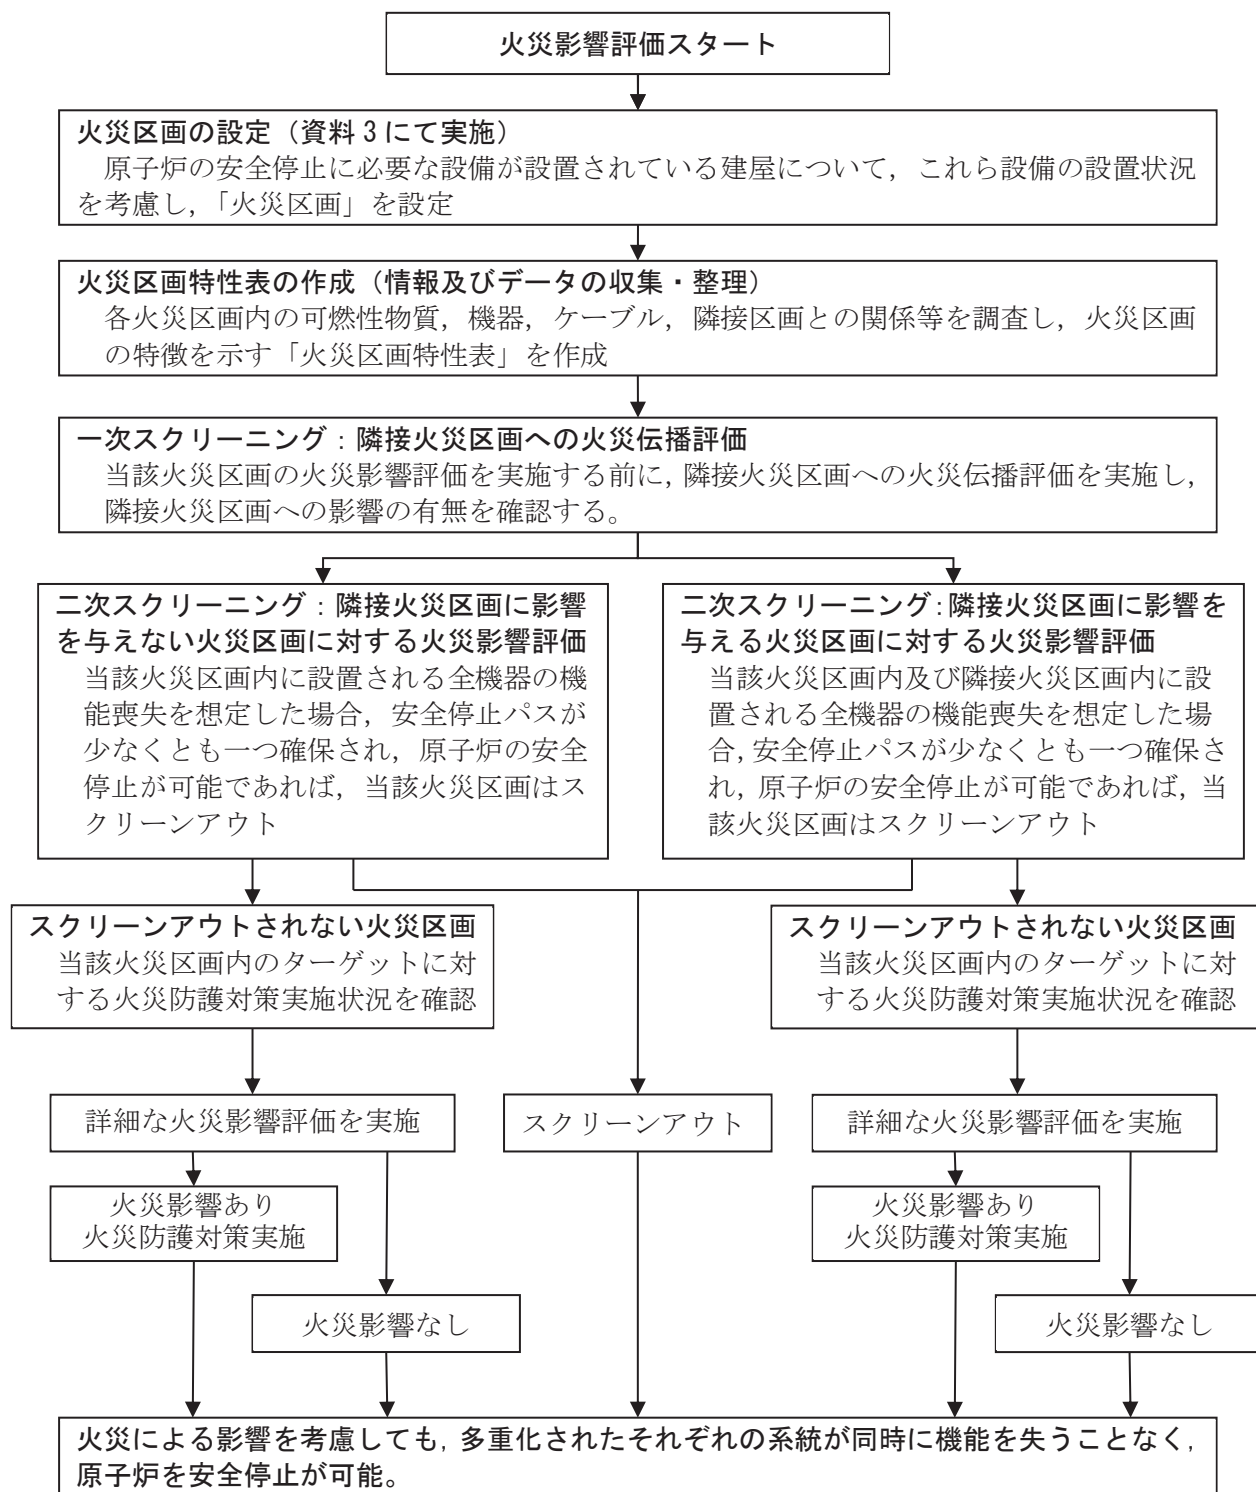 火災影響評価スタート
火災区画の設定（資料3にて実施）
原子炉の安全停止に必要な設備が設置されている建屋について，これら設備の設置状況
を考慮し，「火災区画」を設定
火災区画特性表の作成（情報及びデータの収集・整理）
各火災区画内の可燃性物質，機器，ケーブル，隣接区画との関係等を調査し，火災区画
の特徴を示す「火災区画特性表」を作成
一次スクリーニング：隣接火災区画への火災伝播評価
当該火災区画の火災影響評価を実施する前に，隣接火災区画への火災伝播評価を実施し，
隣接火災区画への影響の有無を確認する。
二次スクリーニング：隣接火災区画に影響
を与えない火災区画に対する火災影響評価
当該火災区画内に設置される全機器の機
能喪失を想定した場合，安全停止パスが
少なくとも一つ確保され，原子炉の安全
停止が可能であれば，当該火災区画はス
クリーンアウト
二次スクリーニング：隣接火災区画に影響を
与える火災区画に対する火災影響評価
当該火災区画内及び隣接火災区画内に設
置される全機器の機能喪失を想定した場
合，安全停止パスが少なくとも一つ確保さ
れ，原子炉の安全停止が可能であれば，当
該火災区画はスクリーンアウト
スクリーンアウトされない火災区画
当該火災区画内のターゲットに対
する火災防護対策実施状況を確認
スクリーンアウトされない火災区画
当該火災区画内のターゲットに対
する火災防護対策実施状況を確認
詳細な火災影響評価を実施
スクリーンアウト
詳細な火災影響評価を実施
火災影響あり
火災防護対策実施
火災影響あり
火災防護対策実施
火災影響なし
火災影響なし
火災による影響を考慮しても，多重化されたそれぞれの系統が同時に機能を失うことなく，
原子炉を安全停止が可能。